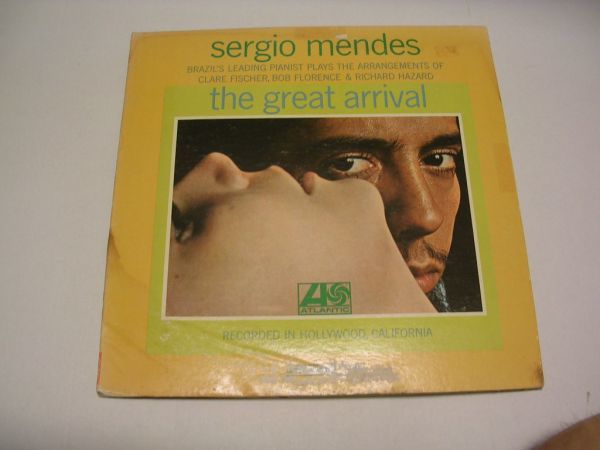 sergio mendes
BRAZIL'S LEADING PIANIST PLAYS THE ARRANGEMENTS OF
CLARE FISCHER, BOB FLORENCE & RICHARD HAZARD
the great arrival
ATLANTIC
RECORDED IN HOLLYWOOD, CALIFORNIA